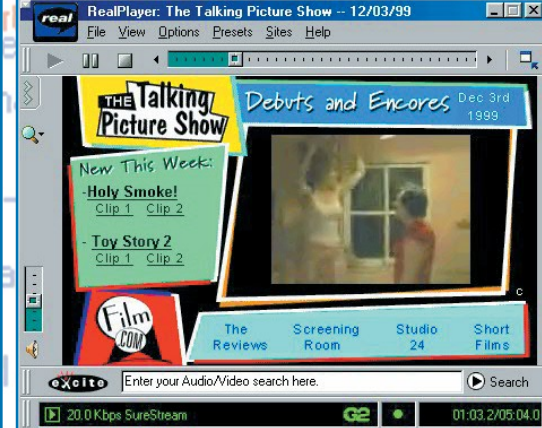 real
RealPlayer: The Talking Picture Show -- 12/03/99
File View Options Presets Sites Help
THE Talking
Picture Show
Debuts and Encores
Dec 3rd
1999
New This Week:
-Holy Smoke!
Clip 1 Clip 2
- Toy Story 2
Clip 1 Clip 2
c
Film
.COM
The
Reviews
Screening
Room
Studio
24
Short
Films
excite
Enter your Audio/Video search here.
Search
20.0 Kbps SureStream
G2
01:03.2/05:04.0